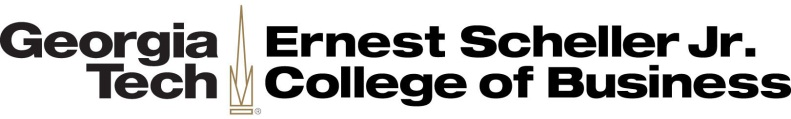 Georgia
Tech
®
Ernest Scheller Jr.
College of Business